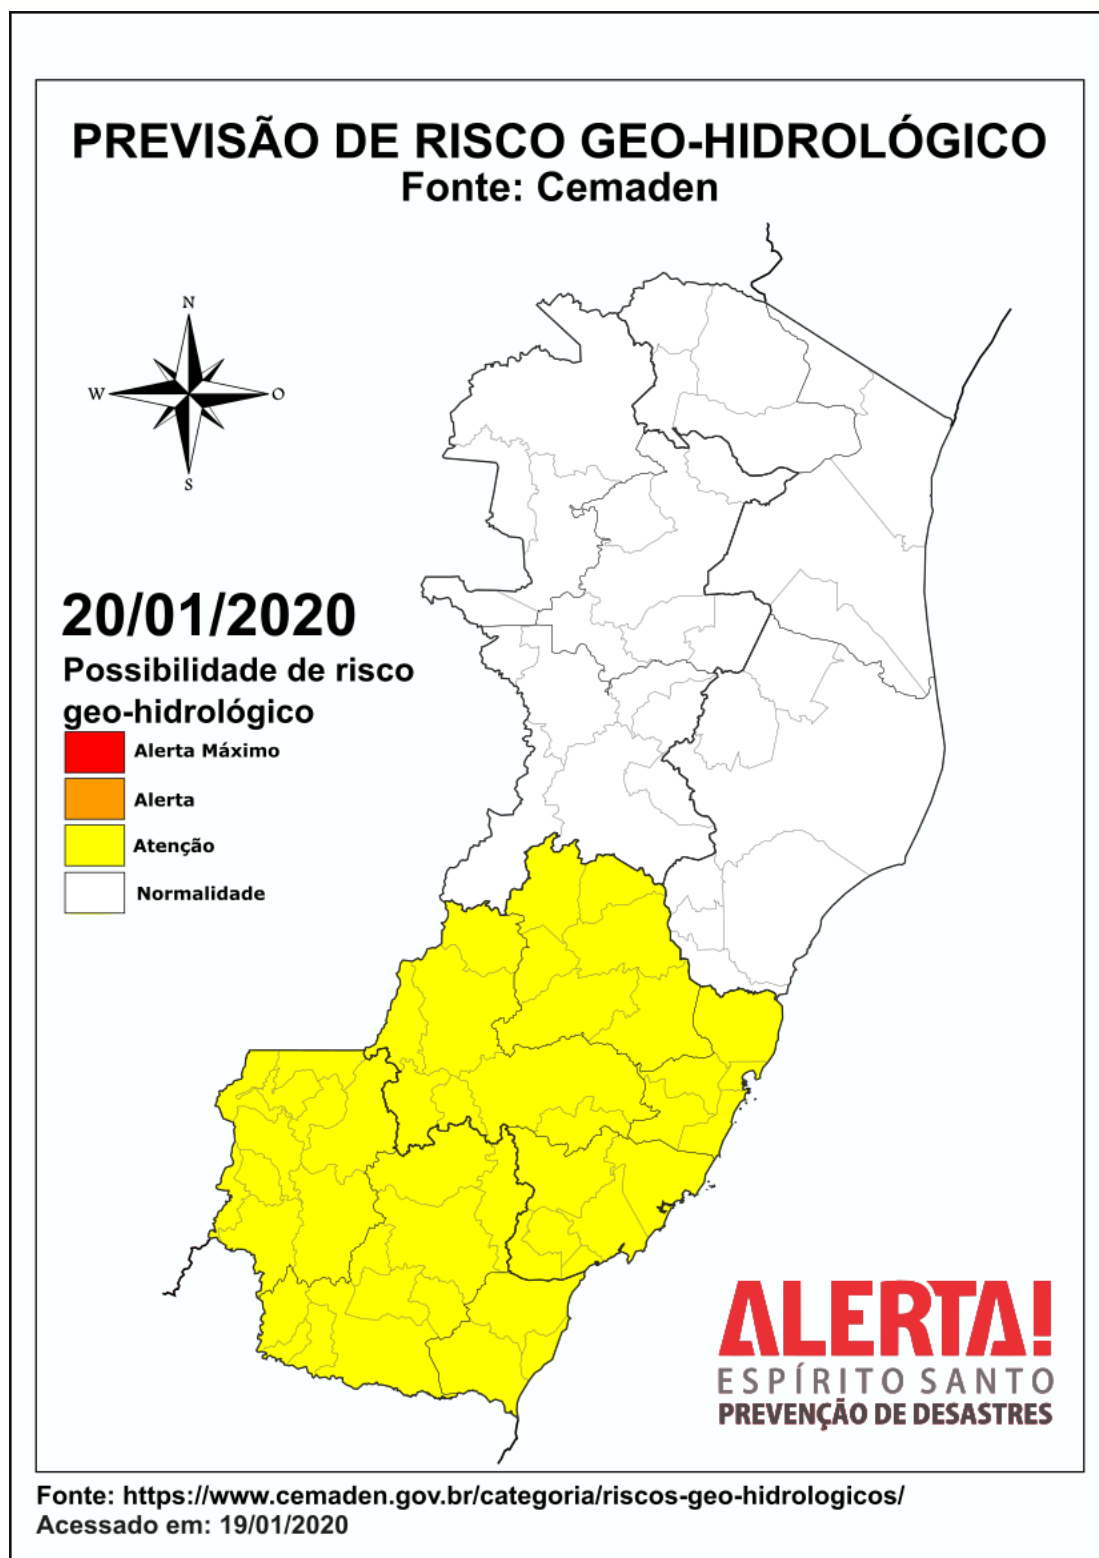 PREVISÃO DE RISCO GEO-HIDROLÓGICO
Fonte: Cemaden
N
W
O
S
20/01/2020
Possibilidade de risco
geo-hidrológico
Alerta Máximo
Alerta
Atenção
Normalidade
ALERTA!
ESPÍRITO SANTO
PREVENÇÃO DE DESASTRES
Fonte: https://www.cemaden.gov.br/categoria/riscos-geo-hidrologicos/
Acessado em: 19/01/2020